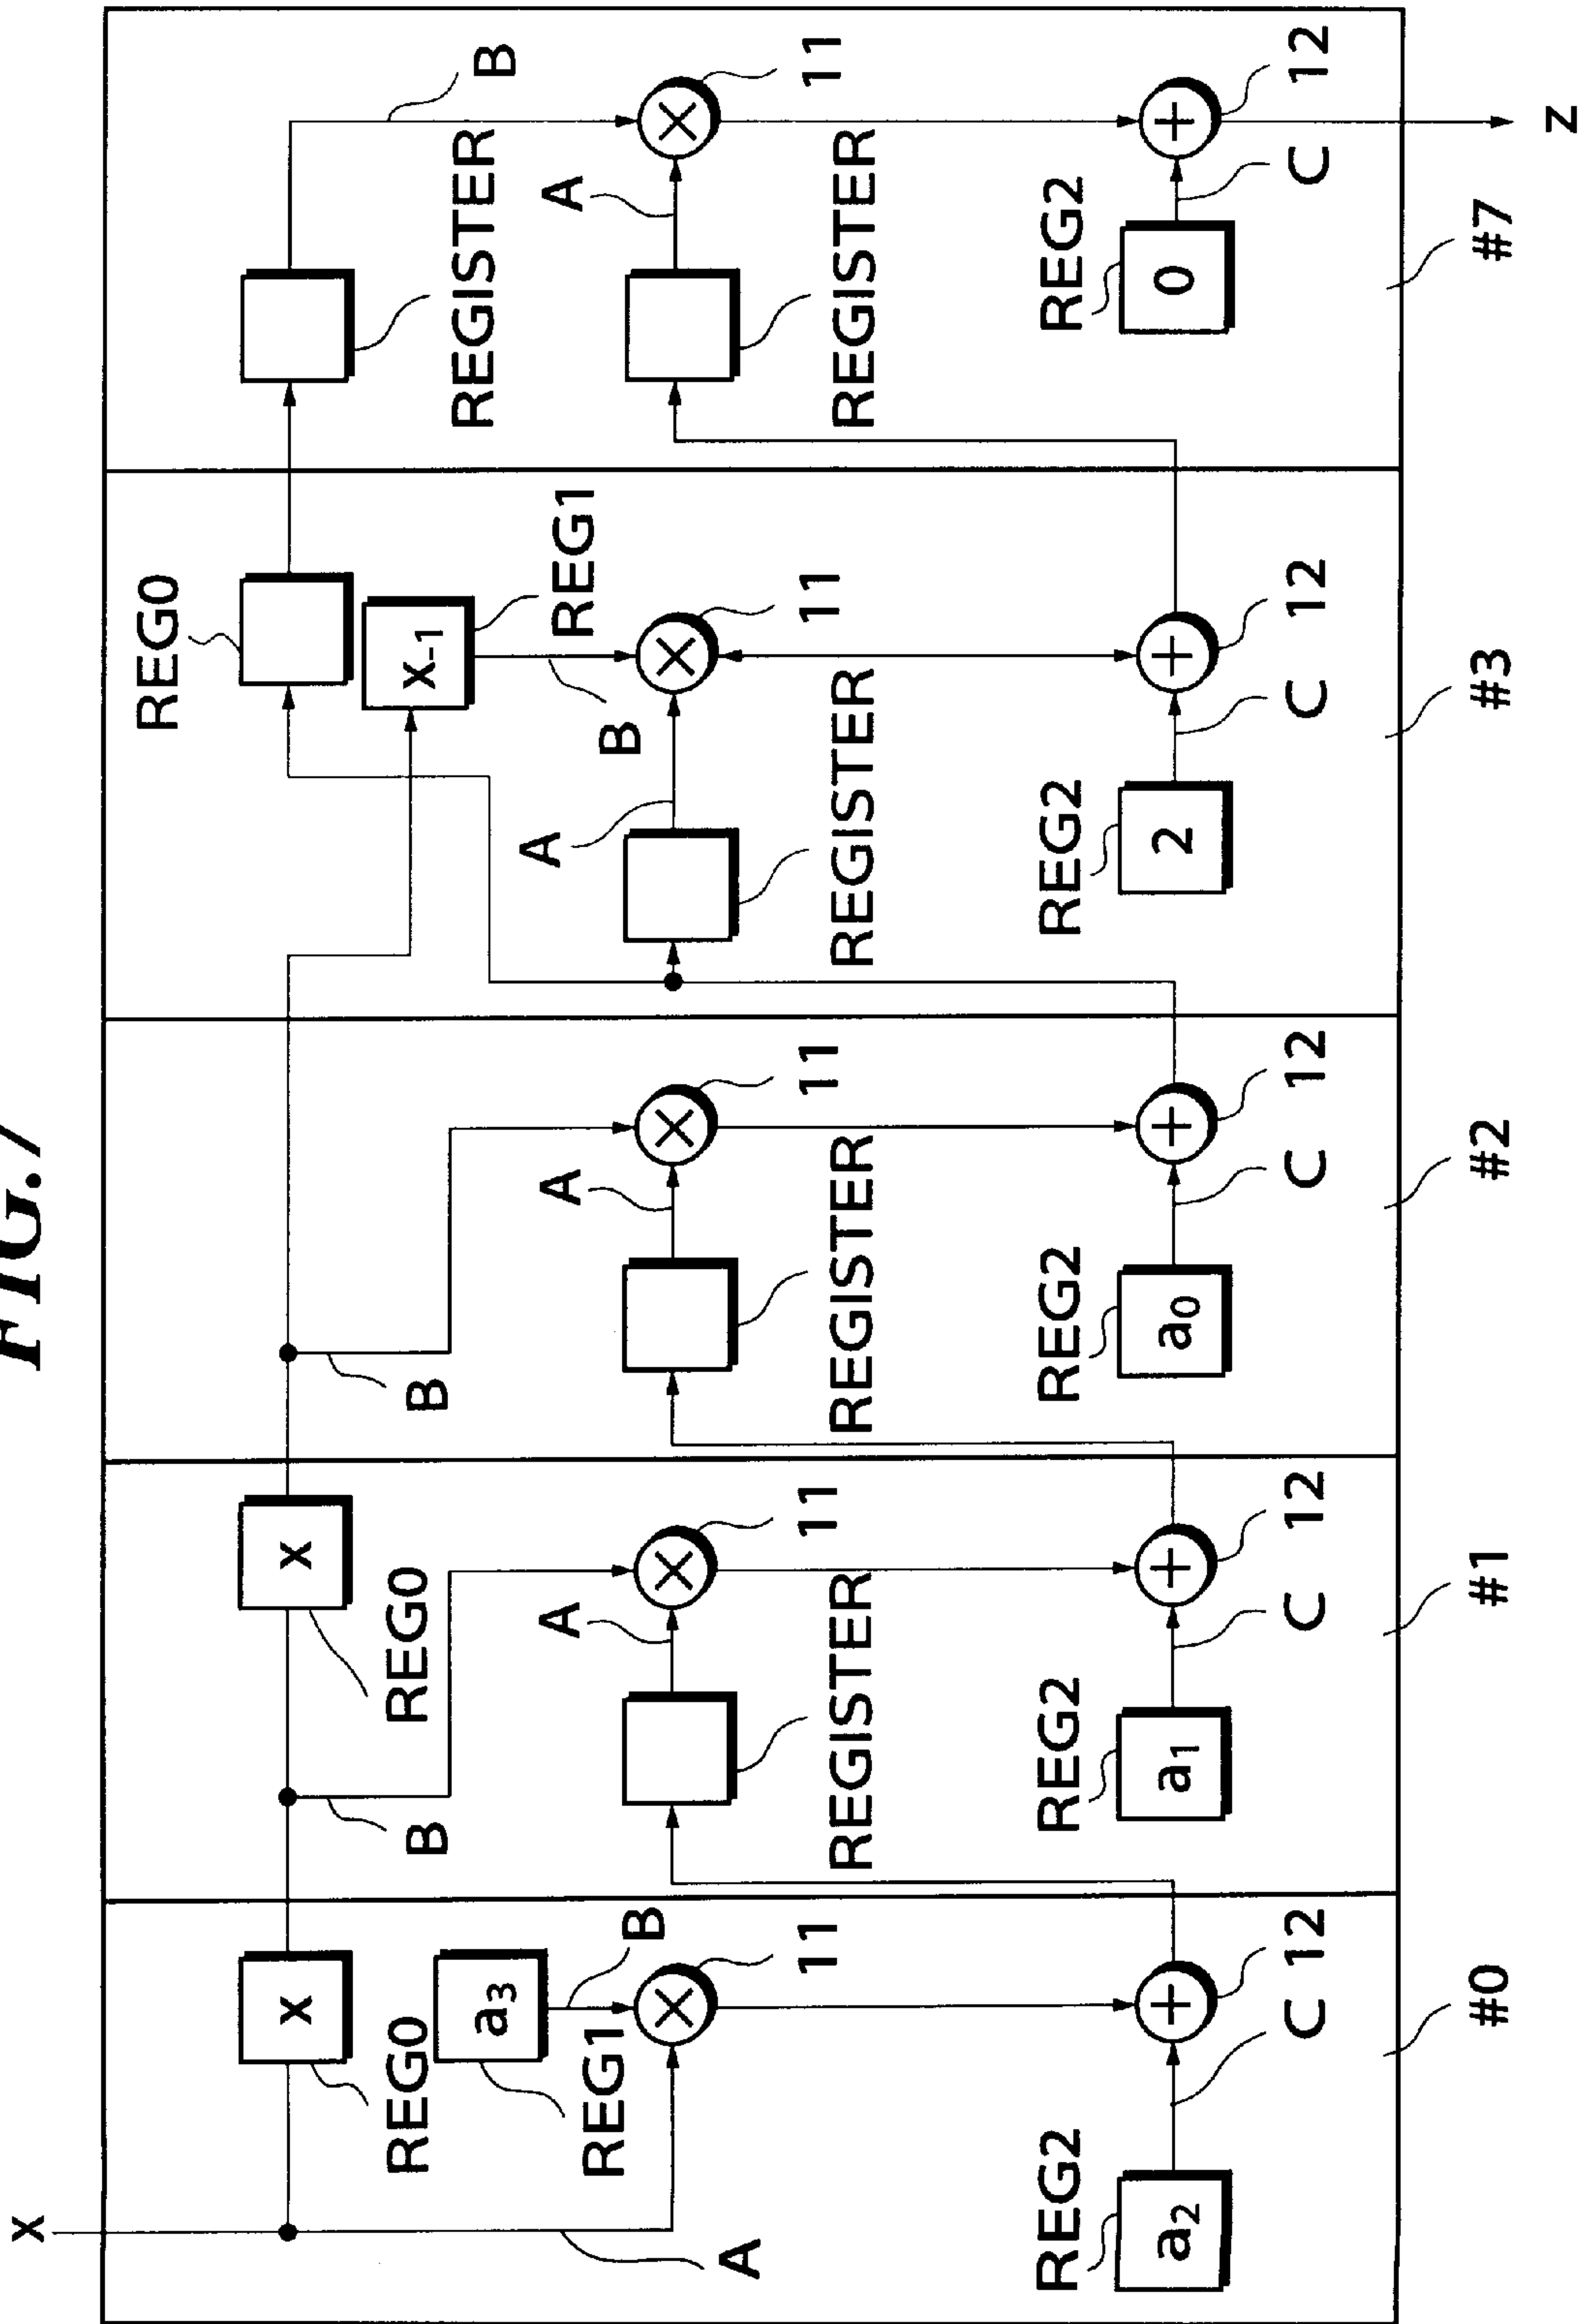 FIG.7
x
x
REG0
a3
REG1
B
A
11
REG2
a2
C
12
#0
x
REG0
B
A
11
REGISTER
REG2
a1
C
12
#1
B
A
11
REGISTER
REG2
a0
C
12
#2
REG0
x-1
REG1
B
A
11
REGISTER
REG2
2
C
12
#3
B
REGISTER
A
11
REGISTER
REG2
0
C
12
#7
z